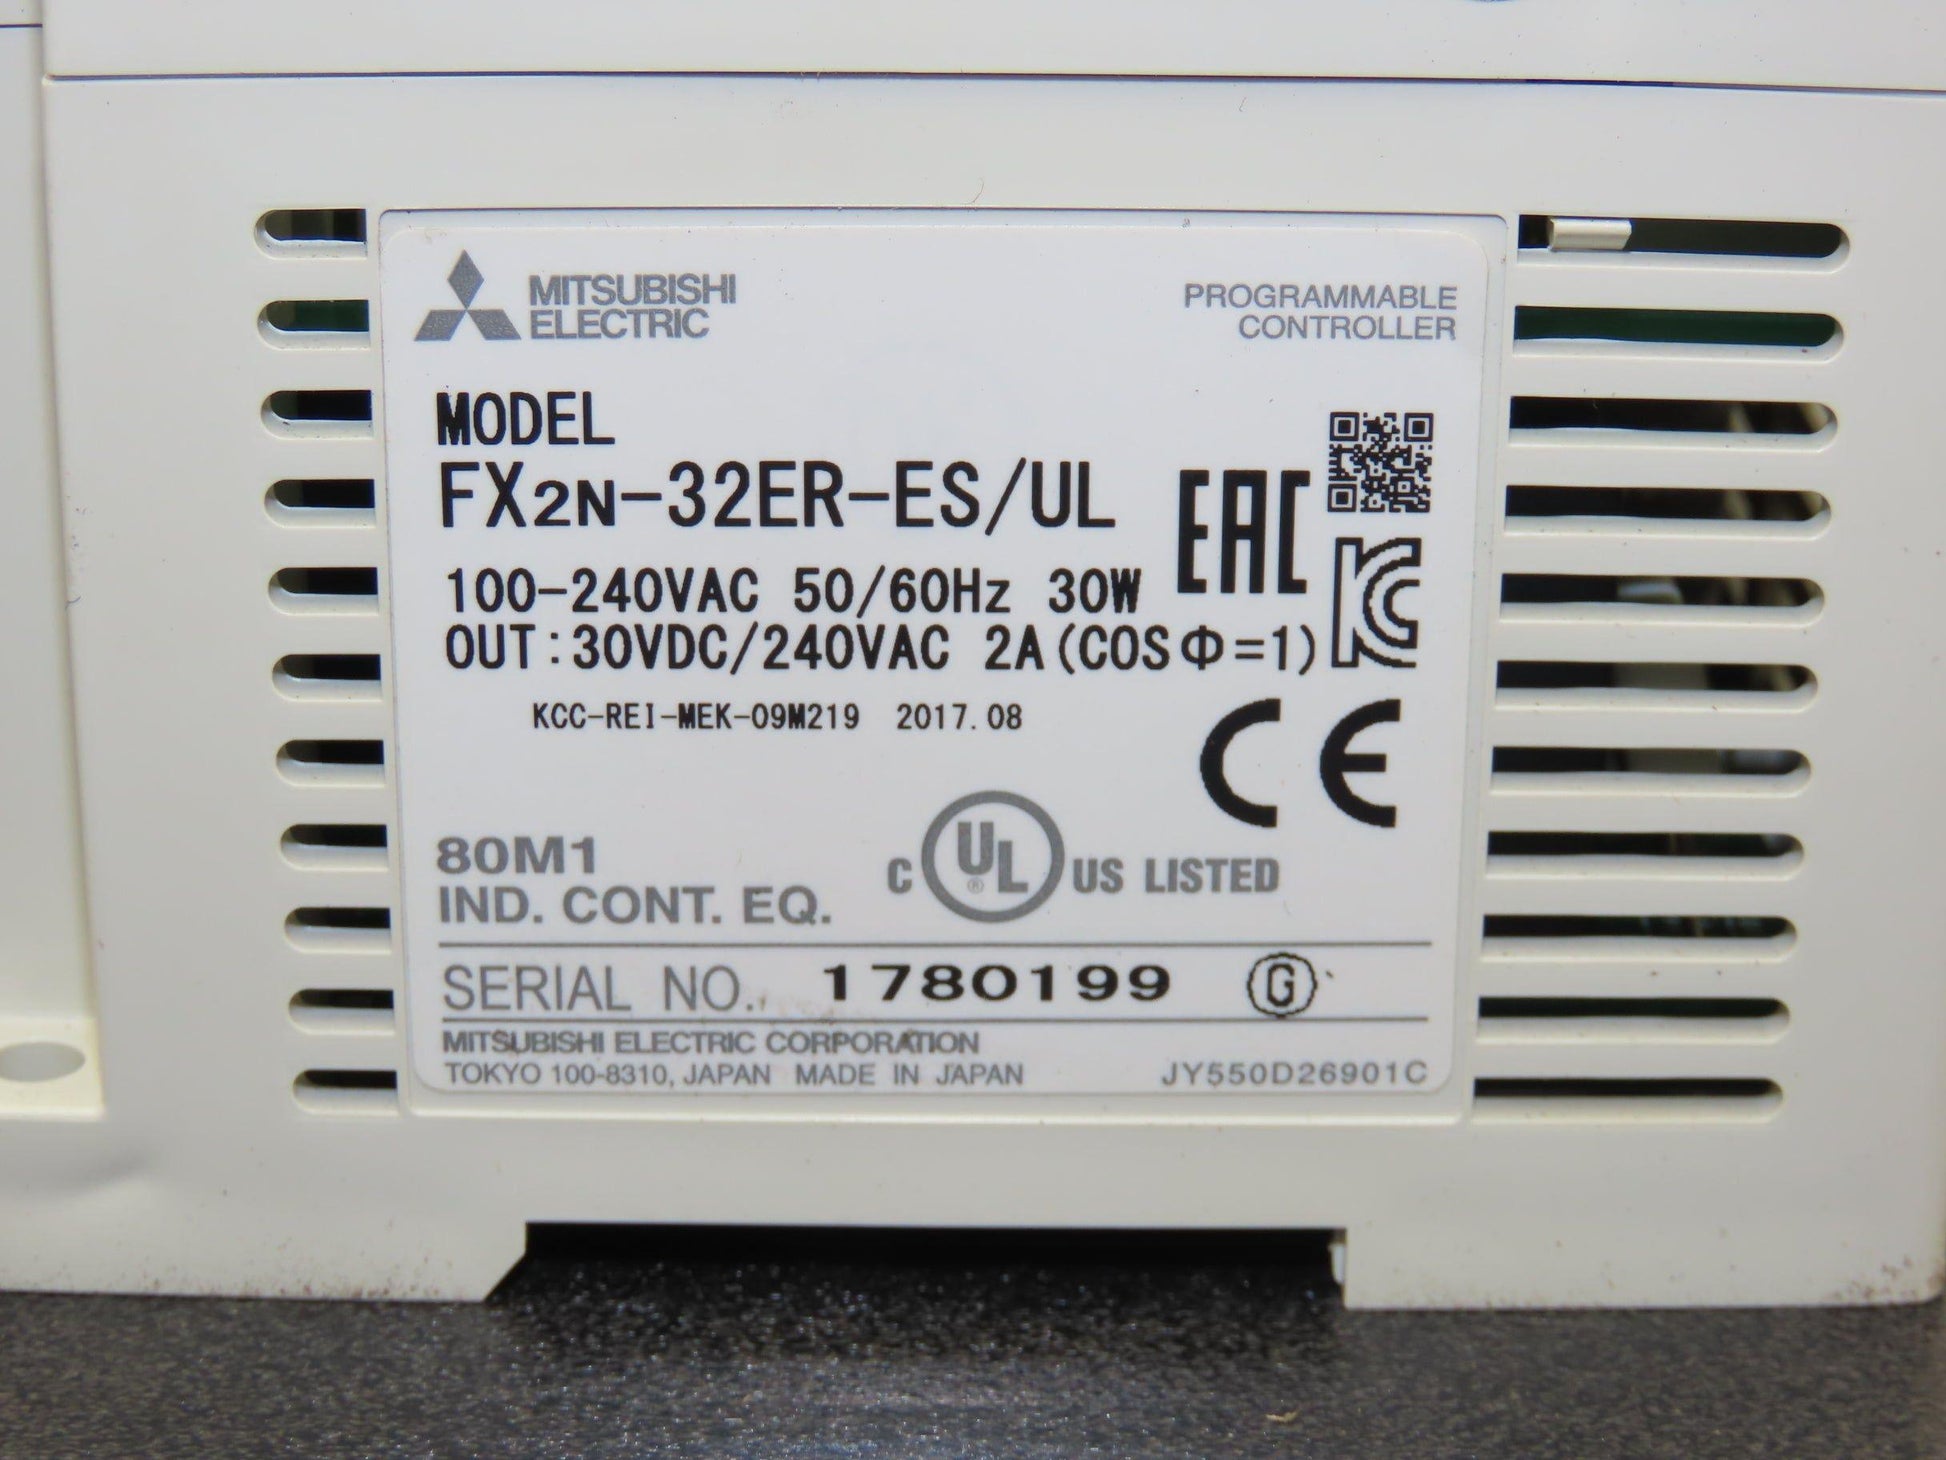 MITSUBISHI
ELECTRIC
PROGRAMMABLE
CONTROLLER
MODEL
FX2N-32ER-ES/UL
100-240VAC 50/60Hz 30W
OUT:30VDC/240VAC 2A(COSΦ=1)
KCC-REI-MEK-09M219 2017.08
EAC
KC
CE
80M1
IND. CONT. EQ.
C UL ® US LISTED
SERIAL NO. 1780199 G
MITSUBISHI ELECTRIC CORPORATION
TOKYO 100-8310, JAPAN MADE IN JAPAN JY550D26901C